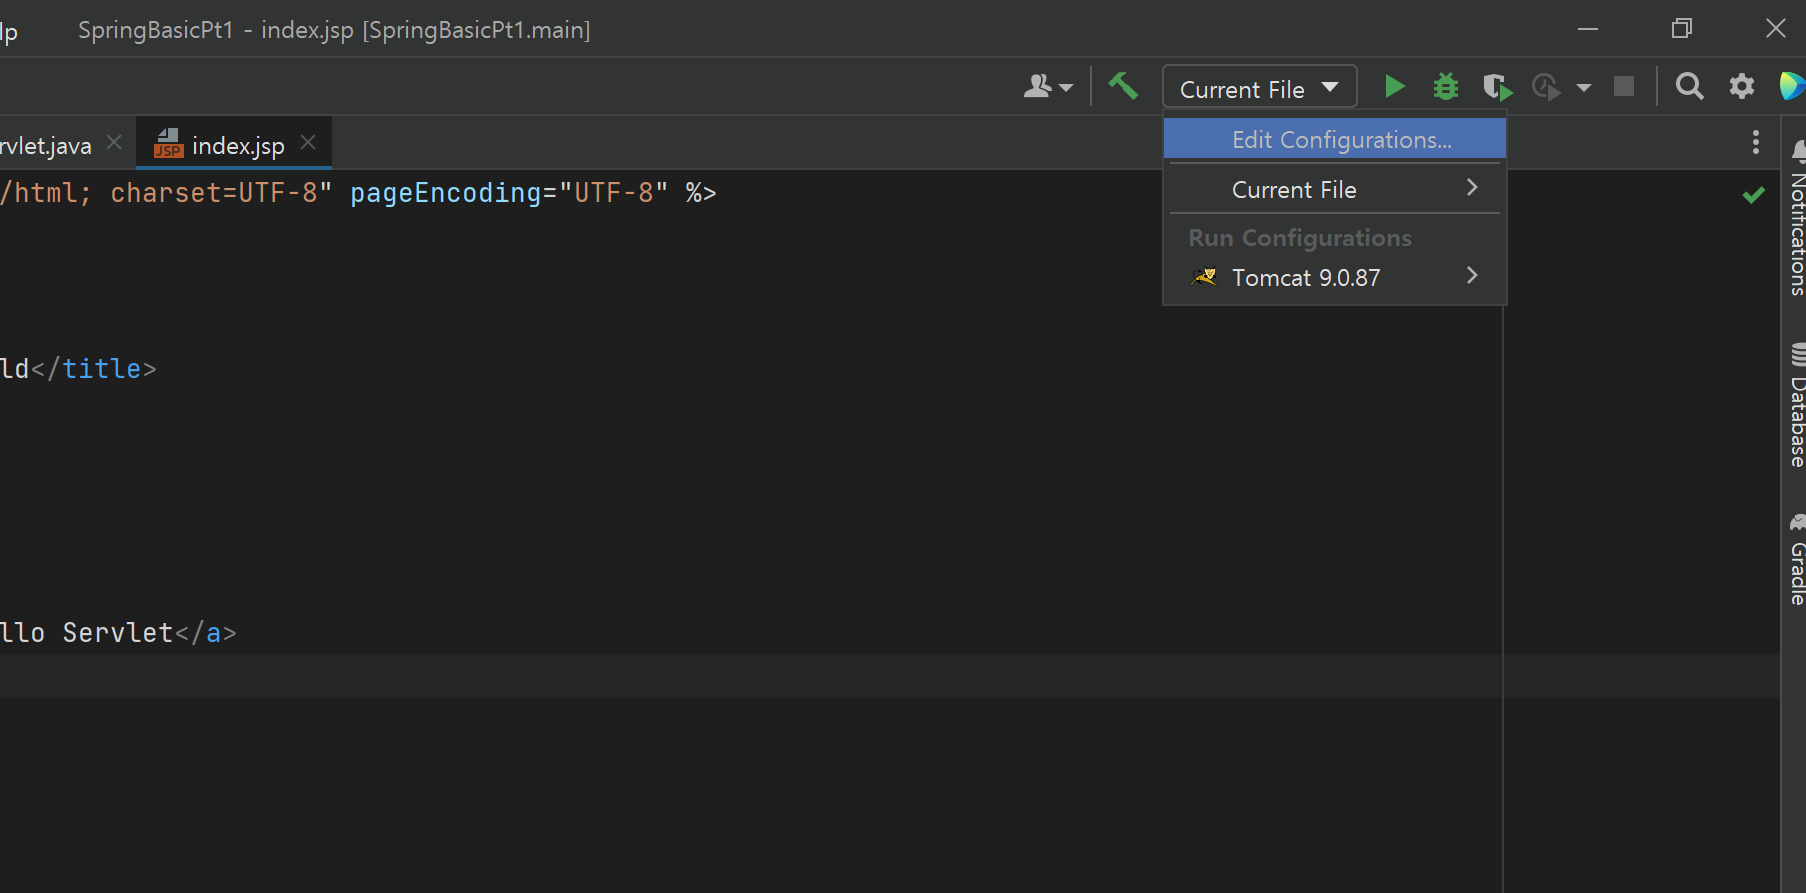 lp SpringBasicPt1 - index.jsp [SpringBasicPt1.main]
Current File
rvlet.java index.jsp
Edit Configurations...
/html; charset=UTF-8" pageEncoding="UTF-8" %>
Current File
Run Configurations
Tomcat 9.0.87
ld</title>
llo Servlet</a>
Notifications
Database
Gradle
JSP